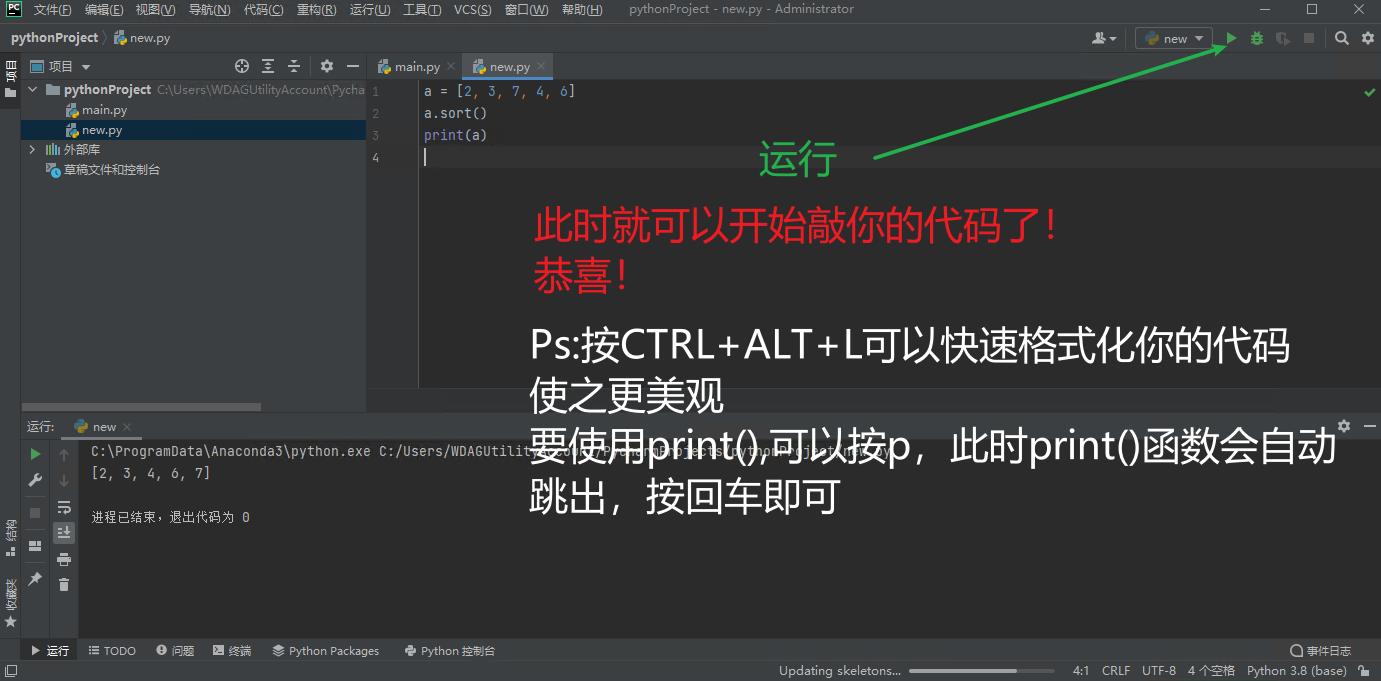 文件(F) 编辑(E) 视图(V) 导航(N) 代码(C) 重构(R) 运行(U) 工具(T) VCS(S) 窗口(W) 帮助(H) pythonProject - new.py - Administrator
pythonProject new.py new
项目 项目 main.py new.py
pythonProject C:\Users\WDAGUtilityAccount\Pycha
main.py
new.py
外部库
草稿文件和控制台
1 a = [2, 3, 7, 4, 6]
2 a.sort()
3 print(a)
4
运行
此时就可以开始敲你的代码了!
恭喜!
Ps:按CTRL+ALT+L可以快速格式化你的代码
使之更美观
要使用print(),可以按p，此时print()函数会自动
跳出，按回车即可
运行: new
C:\ProgramData\Anaconda3\python.exe C:/Users/WDAGUtilityAccount/PycharmProjects/pythonProject/new.py
[2, 3, 4, 6, 7]
进程已结束，退出代码为 0
结构
收藏夹
运行 TODO 问题 终端 Python Packages Python 控制台 事件日志
Updating skeletons... 4:1 CRLF UTF-8 4 个空格 Python 3.8 (base)